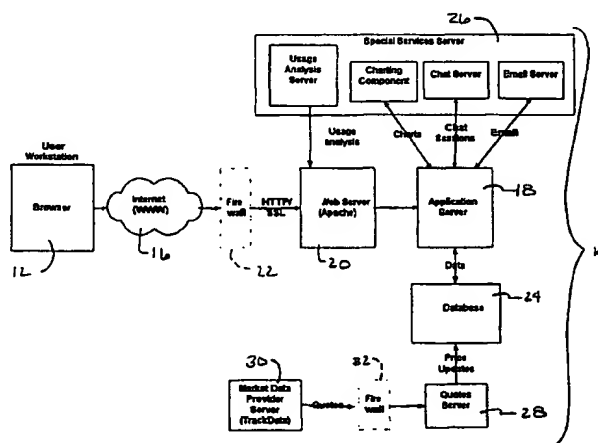 26
Special Services Server
Usage
Analysis
Server
Charting
Component
Chat Server
Email Server
Usage
analysis
Charts
Chat
Sessions
Email
User
Workstation
Browser
12
Internet
(WWW)
16
Fire
wall
22
HTTP/
SSL
Web Server
(Apache)
20
Application
Server
18
Data
Database
24
Price
Updates
30
Market Data
Provider
Server
(TrackData)
Quotes
32
Fire
wall
Quotes
Server
28